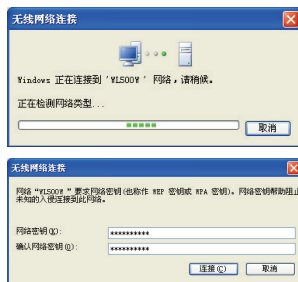 无线网络连接
Windows 正在连接到 'WL500W' 网络，请稍候。
正在检测网络类型...
取消
无线网络连接
网络 “WL500W” 要求网络密钥(也称作 WEP 密钥或 WPA 密钥)。网络密钥帮助阻止
未知的入侵连接到此网络。
网络密钥(K):
**********
确认网络密钥(O):
**********
连接(C) 取消